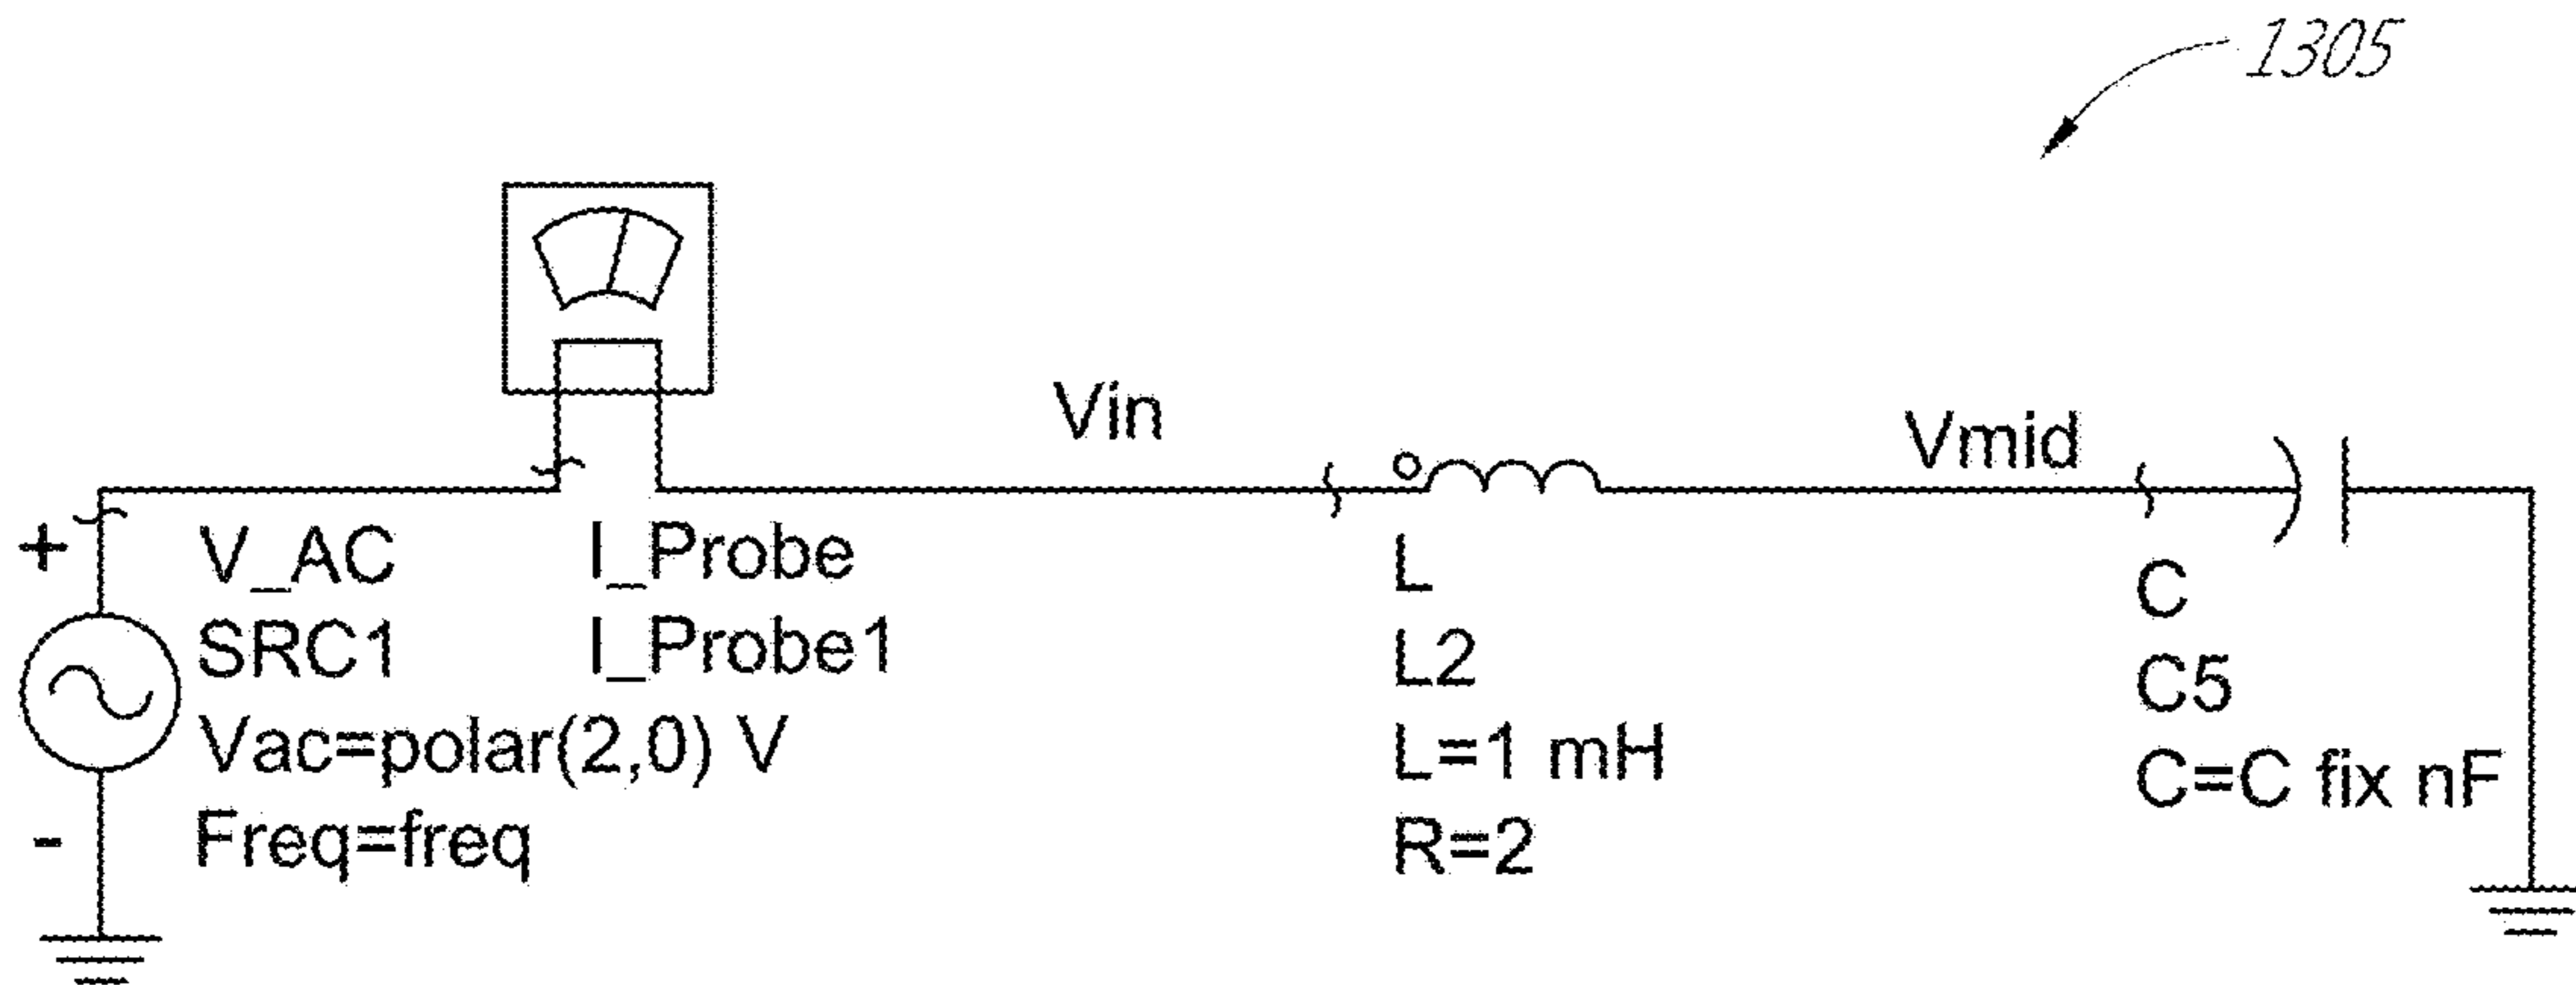 1305
Vin
Vmid
+
V_AC
SRC1
Vac=polar(2,0) V
Freq=freq
-
I_Probe
I_Probe1
L
L2
L=1 mH
R=2
C
C5
C=C fix nF